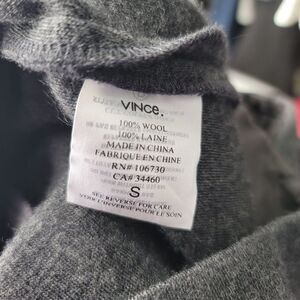 VINCE.
100% WOOL
100% LAINE
MADE IN CHINA
FABRIQUE EN CHINE
RN# 106730
CA# 34460
S
SEE REVERSE FOR CARE
VOIR L'INVERSE POUR LE SOIN